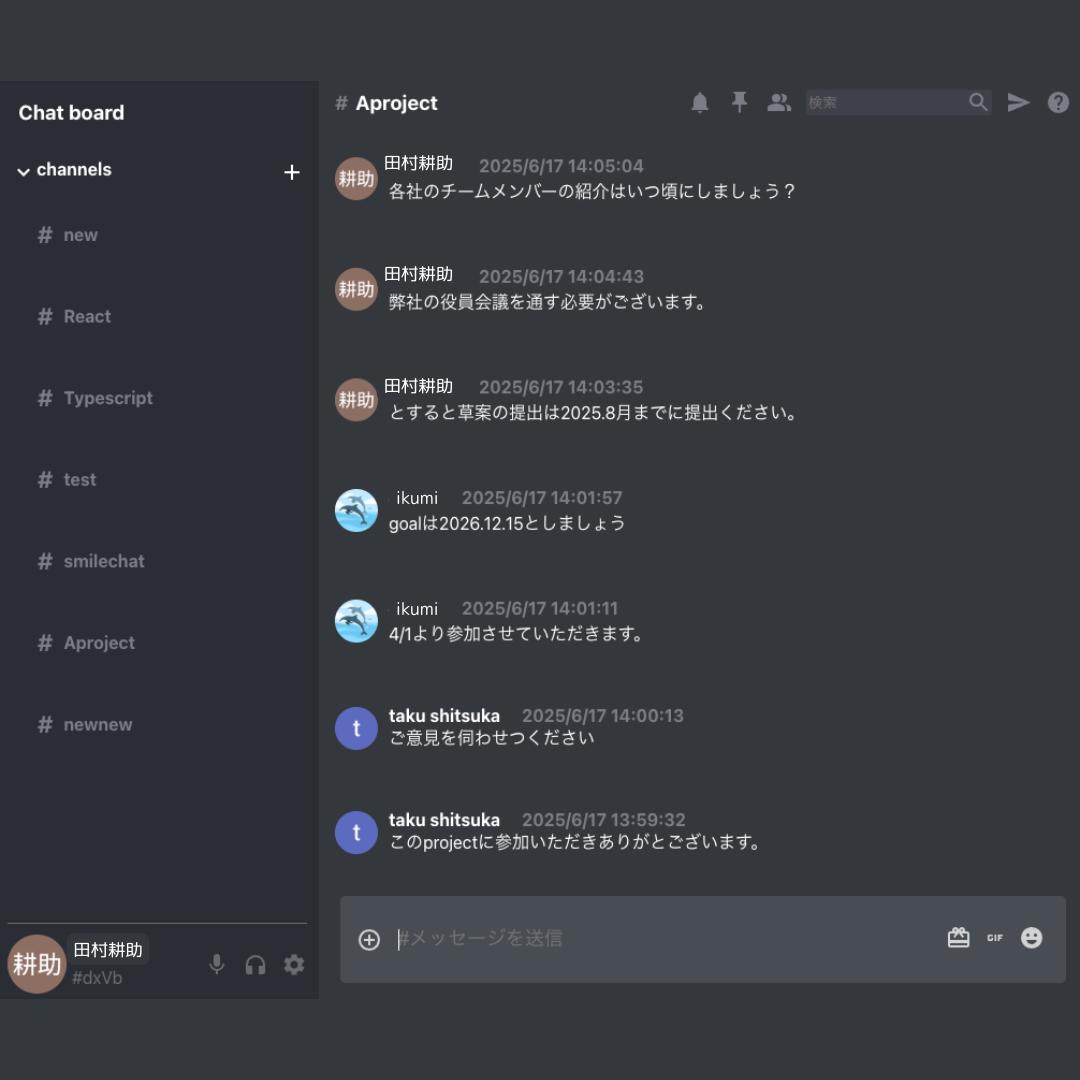 Chat board
channels
# new
# React
# Typescript
# test
# smilechat
# Aproject
# newnew
耕助 田村耕助
#dxVb
# Aproject
検索
田村耕助 2025/6/17 14:05:04
耕助
各社のチームメンバーの紹介はいつ頃にしましょう？
田村耕助 2025/6/17 14:04:43
耕助
弊社の役員会議を通す必要がございます。
田村耕助 2025/6/17 14:03:35
耕助
とすると草案の提出は2025.8月までに提出ください。
ikumi 2025/6/17 14:01:57
goalは2026.12.15としましょう
ikumi 2025/6/17 14:01:11
4/1より参加させていただきます。
taku shitsuka 2025/6/17 14:00:13
t
ご意見を伺わせつください
taku shitsuka 2025/6/17 13:59:32
t
このprojectに参加いただきありがとございます。
#メッセージを送信
GIF